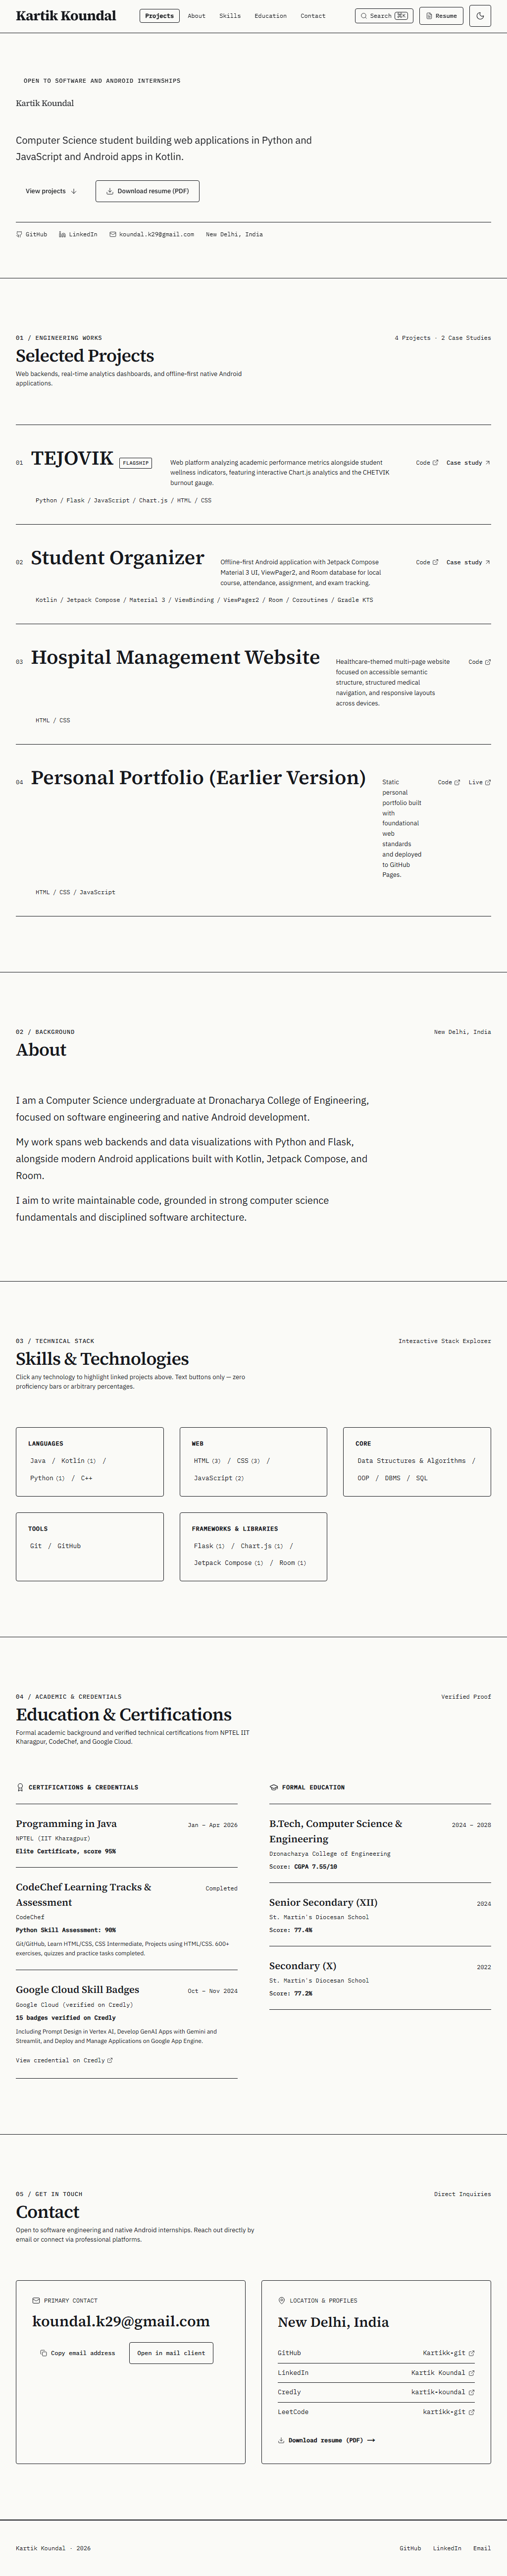 Kartik Koundal
Projects About Skills Education Contact
Search ⌘K Resume
OPEN TO SOFTWARE AND ANDROID INTERNSHIPS
Kartik Koundal
Computer Science student building web applications in Python and
JavaScript and Android apps in Kotlin.
View projects ↓ Download resume (PDF)
GitHub LinkedIn koundal.k29@gmail.com New Delhi, India
01 / ENGINEERING WORKS
4 Projects · 2 Case Studies
Selected Projects
Web backends, real-time analytics dashboards, and offline-first native Android
applications.
01 TEJOVIK FLAGSHIP
Web platform analyzing academic performance metrics alongside student
wellness indicators, featuring interactive Chart.js analytics and the CHETVIK
burnout gauge.
Code Case study
Python / Flask / JavaScript / Chart.js / HTML / CSS
02 Student Organizer
Offline-first Android application with Jetpack Compose
Material 3 UI, ViewPager2, and Room database for local
course, attendance, assignment, and exam tracking.
Code Case study
Kotlin / Jetpack Compose / Material 3 / ViewBinding / ViewPager2 / Room / Coroutines / Gradle KTS
03 Hospital Management Website
Healthcare-themed multi-page website
focused on accessible semantic
structure, structured medical
navigation, and responsive layouts
across devices.
Code
HTML / CSS
04 Personal Portfolio (Earlier Version)
Static
personal
portfolio built
with
foundational
web
standards
and deployed
to GitHub
Pages.
Code Live
HTML / CSS / JavaScript
02 / BACKGROUND
New Delhi, India
About
I am a Computer Science undergraduate at Dronacharya College of Engineering,
focused on software engineering and native Android development.
My work spans web backends and data visualizations with Python and Flask,
alongside modern Android applications built with Kotlin, Jetpack Compose, and
Room.
I aim to write maintainable code, grounded in strong computer science
fundamentals and disciplined software architecture.
03 / TECHNICAL STACK
Interactive Stack Explorer
Skills & Technologies
Click any technology to highlight linked projects above. Text buttons only — zero
proficiency bars or arbitrary percentages.
LANGUAGES
Java / Kotlin (1) /
Python (1) / C++
WEB
HTML (3) / CSS (3) /
JavaScript (2)
CORE
Data Structures & Algorithms /
OOP / DBMS / SQL
TOOLS
Git / GitHub
FRAMEWORKS & LIBRARIES
Flask (1) / Chart.js (1) /
Jetpack Compose (1) / Room (1)
04 / ACADEMIC & CREDENTIALS
Verified Proof
Education & Certifications
Formal academic background and verified technical certifications from NPTEL IIT
Kharagpur, CodeChef, and Google Cloud.
CERTIFICATIONS & CREDENTIALS
Programming in Java
Jan – Apr 2026
NPTEL (IIT Kharagpur)
Elite Certificate, score 95%
CodeChef Learning Tracks &
Assessment
Completed
CodeChef
Python Skill Assessment: 90%
Git/GitHub, Learn HTML/CSS, CSS Intermediate, Projects using HTML/CSS. 600+
exercises, quizzes and practice tasks completed.
Google Cloud Skill Badges
Oct – Nov 2024
Google Cloud (verified on Credly)
15 badges verified on Credly
Including Prompt Design in Vertex AI, Develop GenAI Apps with Gemini and
Streamlit, and Deploy and Manage Applications on Google App Engine.
View credential on Credly
FORMAL EDUCATION
B.Tech, Computer Science &
Engineering
2024 – 2028
Dronacharya College of Engineering
Score: CGPA 7.55/10
Senior Secondary (XII)
2024
St. Martin's Diocesan School
Score: 77.4%
Secondary (X)
2022
St. Martin's Diocesan School
Score: 77.2%
05 / GET IN TOUCH
Direct Inquiries
Contact
Open to software engineering and native Android internships. Reach out directly by
email or connect via professional platforms.
PRIMARY CONTACT
koundal.k29@gmail.com
Copy email address Open in mail client
LOCATION & PROFILES
New Delhi, India
GitHub Kartikk-git
LinkedIn Kartik Koundal
Credly kartik-koundal
LeetCode kartikk-git
Download resume (PDF) ⟶
Kartik Koundal · 2026
GitHub LinkedIn Email